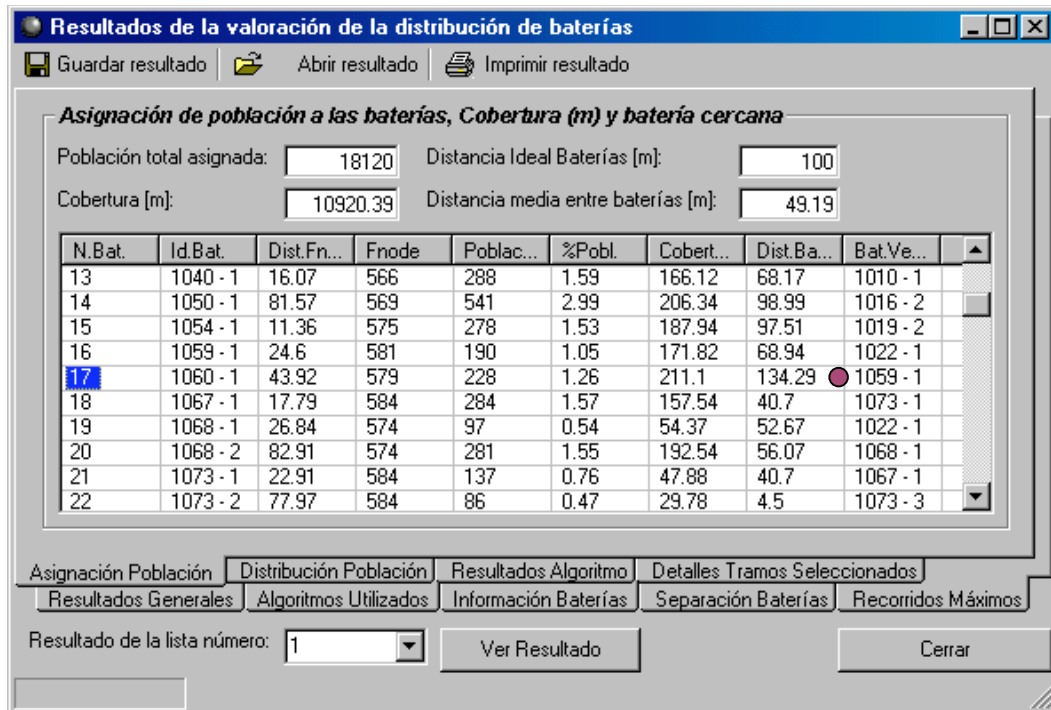 Resultados de la valoración de la distribución de baterías
Guardar resultado Abrir resultado Imprimir resultado
Asignación de población a las baterías, Cobertura (m) y batería cercana
Población total asignada: 18120 Distancia Ideal Baterías [m]: 100
Cobertura [m]: 10920.39 Distancia media entre baterías [m]: 49.19
N.Bat. Id.Bat. Dist.Fn... Fnode Poblac... %Pobl. Cobert... Dist.Ba... Bat.Ve...
13 1040 - 1 16.07 566 288 1.59 166.12 68.17 1010 - 1
14 1050 - 1 81.57 569 541 2.99 206.34 98.99 1016 - 2
15 1054 - 1 11.36 575 278 1.53 187.94 97.51 1019 - 2
16 1059 - 1 24.6 581 190 1.05 171.82 68.94 1022 - 1
17 1060 - 1 43.92 579 228 1.26 211.1 134.29 1059 - 1
18 1067 - 1 17.79 584 284 1.57 157.54 40.7 1073 - 1
19 1068 - 1 26.84 574 97 0.54 54.37 52.67 1022 - 1
20 1068 - 2 82.91 574 281 1.55 192.54 56.07 1068 - 1
21 1073 - 1 22.91 584 137 0.76 47.88 40.7 1067 - 1
22 1073 - 2 77.97 584 86 0.47 29.78 4.5 1073 - 3
Asignación Población Distribución Población Resultados Algoritmo Detalles Tramos Seleccionados
Resultados Generales Algoritmos Utilizados Información Baterías Separación Baterías Recorridos Máximos
Resultado de la lista número: 1 Ver Resultado Cerrar